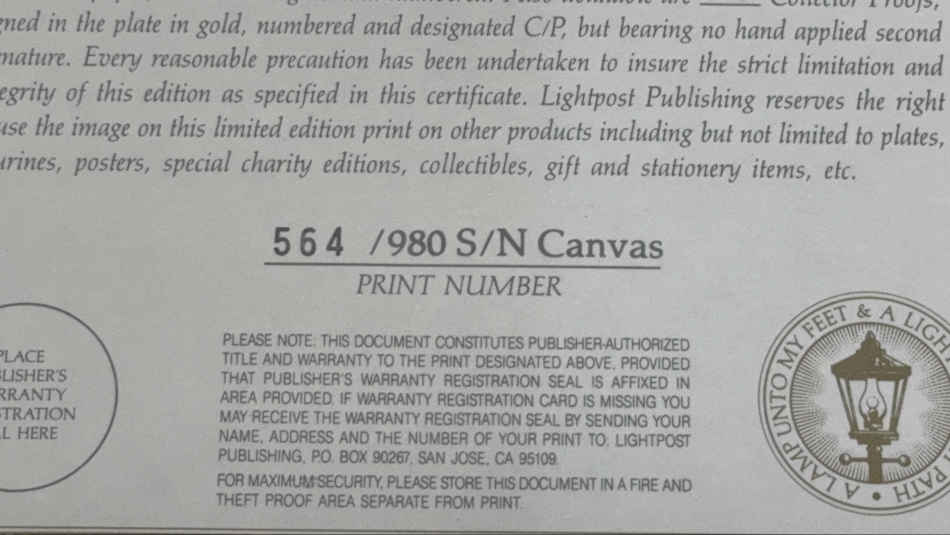 Collector Proofs,
ned in the plate in gold, numbered and designated C/P, but bearing no hand applied second
nature. Every reasonable precaution has been undertaken to insure the strict limitation and
egrity of this edition as specified in this certificate. Lightpost Publishing reserves the right
use the image on this limited edition print on other products including but not limited to plates,
urines, posters, special charity editions, collectibles, gift and stationery items, etc.
564 /980 S/N Canvas
PRINT NUMBER
PLACE
LISHER'S
RRANTY
STRATION
L HERE
PLEASE NOTE: THIS DOCUMENT CONSTITUTES PUBLISHER-AUTHORIZED
TITLE AND WARRANTY TO THE PRINT DESIGNATED ABOVE, PROVIDED
THAT PUBLISHER'S WARRANTY REGISTRATION SEAL IS AFFIXED IN
AREA PROVIDED. IF WARRANTY REGISTRATION CARD IS MISSING YOU
MAY RECEIVE THE WARRANTY REGISTRATION SEAL BY SENDING YOUR
NAME, ADDRESS AND THE NUMBER OF YOUR PRINT TO: LIGHTPOST
PUBLISHING, P.O. BOX 90267, SAN JOSE, CA 95109.
FOR MAXIMUM SECURITY, PLEASE STORE THIS DOCUMENT IN A FIRE AND
THEFT PROOF AREA SEPARATE FROM PRINT.
A LAMP UNTO MY FEET & A LIGH
PATH • A V